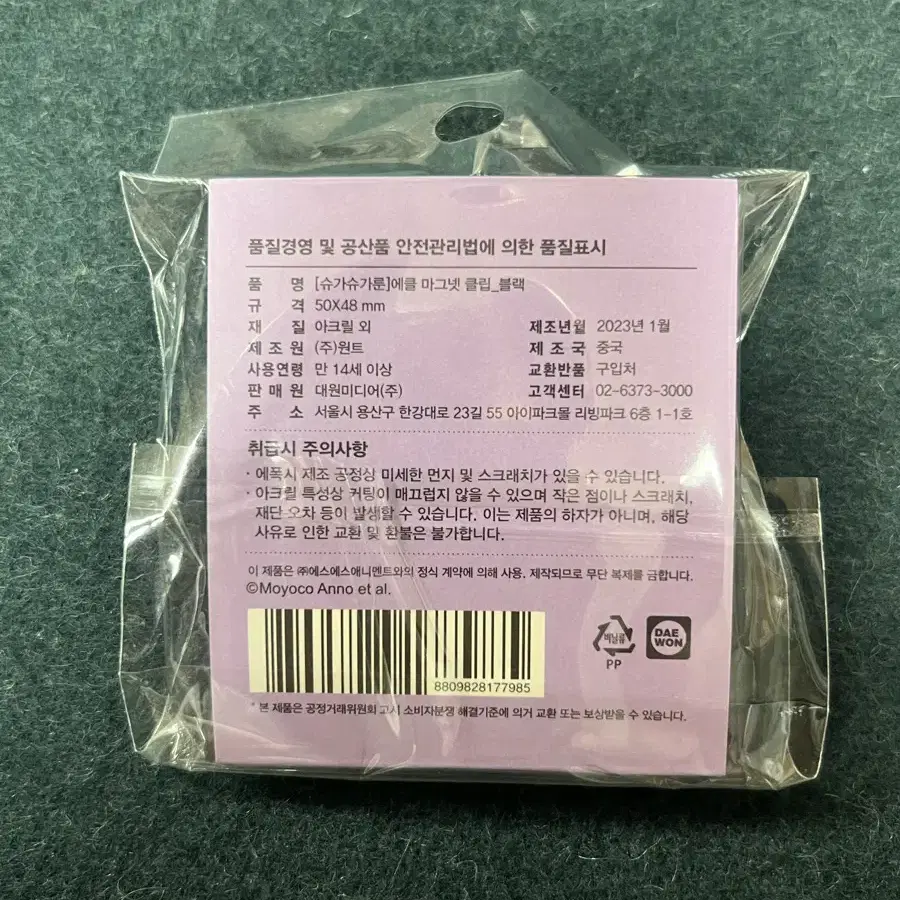 품질경영 및 공산품 안전관리법에 의한 품질표시
품 명 [슈가슈가룬]에클 마그넷 클립_블랙
규 격 50X48 mm
재 질 아크릴 외 제조년월 2023년 1월
제 조 원 (주)원트 제 조 국 중국
사용연령 만 14세 이상 교환반품 구입처
판 매 원 대원미디어(주) 고객센터 02-6373-3000
주 소 서울시 용산구 한강대로 23길 55 아이파크몰 리빙파크 6층 1-1호
취급시 주의사항
· 에폭시 제조 공정상 미세한 먼지 및 스크래치가 있을 수 있습니다.
· 아크릴 특성상 커팅이 매끄럽지 않을 수 있으며 작은 점이나 스크래치,
재단 오차 등이 발생할 수 있습니다. 이는 제품의 하자가 아니며, 해당
사유로 인한 교환 및 환불은 불가합니다.
이 제품은 ㈜에스에스애니멘트와의 정식 계약에 의해 사용, 제작되므로 무단 복제를 금합니다.
©Moyoco Anno et al.
비닐류
PP
DAE
WON
8809828177985
* 본 제품은 공정거래위원회 고시 소비자분쟁 해결기준에 의거 교환 또는 보상받을 수 있습니다.